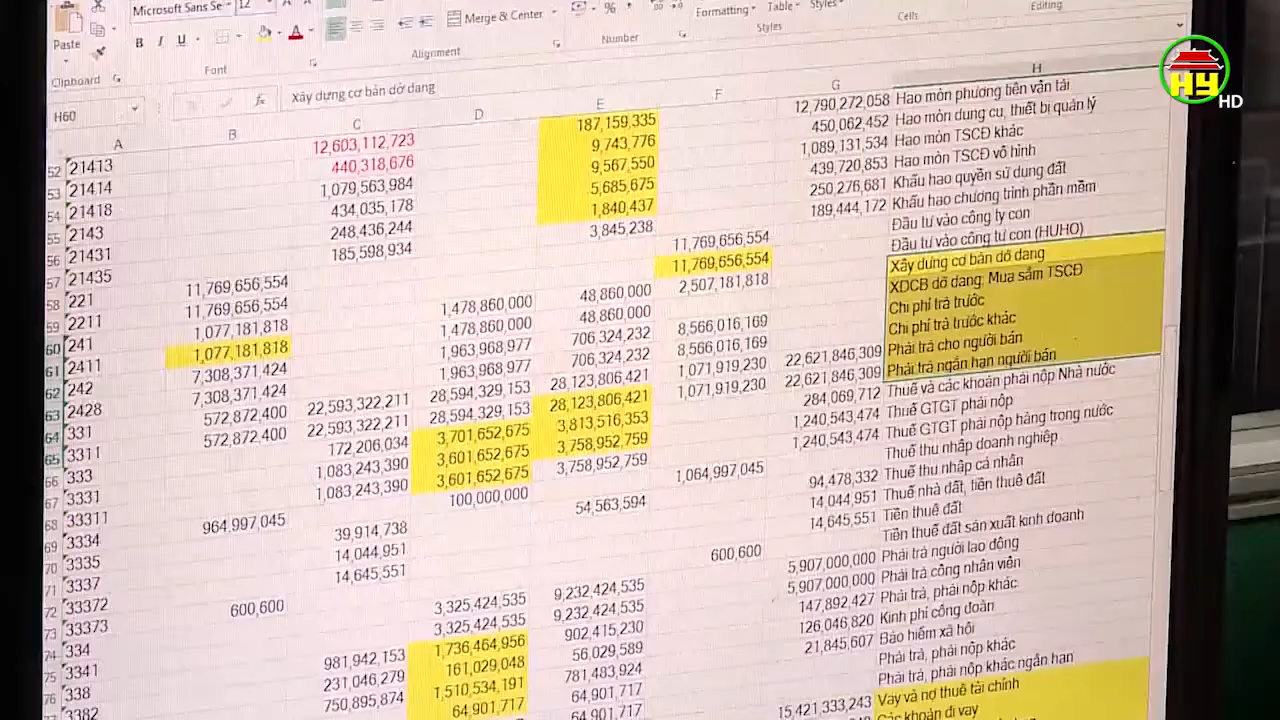 Microsoft Sans Se 12
Merge & Center
%
Formatting
Table
Styles
Paste
B I U A
Clipboard
Font
Alignment
Number
Styles
Cells
Editing
HY
HD
H60 fx Xây dựng cơ bản dở dang
A B C D E F G H
52 21413 12,603,112,723 187,159,335 12,790,272,058 Hao mòn phương tiện vận tải
53 21414 440,318,676 9,743,776 450,062,452 Hao mòn dụng cụ, thiết bị quản lý
54 21418 1,079,563,984 9,567,550 1,089,131,534 Hao mòn TSCĐ khác
55 2143 434,035,178 5,685,675 439,720,853 Hao mòn TSCĐ vô hình
56 21431 248,436,244 1,840,437 250,276,681 Khấu hao quyền sử dụng đất
57 21435 185,598,934 3,845,238 189,444,172 Khấu hao chương trình phần mềm
58 221 11,769,656,554 11,769,656,554 Đầu tư vào công ty con
59 2211 11,769,656,554 11,769,656,554 Đầu tư vào công tư con (HUHO)
60 241 1,077,181,818 1,478,860,000 48,860,000 2,507,181,818 Xây dựng cơ bản dở dang
61 2411 1,077,181,818 1,478,860,000 48,860,000 XDCB dở dang: Mua sắm TSCĐ
62 242 7,308,371,424 1,963,968,977 706,324,232 8,566,016,169 Chi phí trả trước
63 2428 7,308,371,424 1,963,968,977 706,324,232 8,566,016,169 Chi phí trả trước khác
64 331 572,872,400 22,593,322,211 28,594,329,153 28,123,806,421 1,071,919,230 22,621,846,309 Phải trả cho người bán
65 3311 572,872,400 22,593,322,211 28,594,329,153 28,123,806,421 1,071,919,230 22,621,846,309 Phải trả ngắn hạn người bán
66 333 172,206,034 3,701,652,675 3,813,516,353 284,069,712 Thuế và các khoản phải nộp Nhà nước
67 3331 1,083,243,390 3,601,652,675 3,758,952,759 1,240,543,474 Thuế GTGT phải nộp
68 33311 1,083,243,390 3,601,652,675 3,758,952,759 1,240,543,474 Thuế GTGT phải nộp hàng trong nước
69 3334 964,997,045 100,000,000 1,064,997,045 Thuế thu nhập doanh nghiệp
70 3335 39,914,738 54,563,594 94,478,332 Thuế thu nhập cá nhân
71 3337 14,044,951 14,044,951 Thuế nhà đất, tiền thuê đất
72 33372 14,645,551 14,645,551 Tiền thuê đất
73 33373 600,600 600,600 Tiền thuê đất sản xuất kinh doanh
74 334 3,325,424,535 9,232,424,535 5,907,000,000 Phải trả người lao động
75 3341 3,325,424,535 9,232,424,535 5,907,000,000 Phải trả công nhân viên
76 338 981,942,153 1,736,464,956 902,415,230 147,892,427 Phải trả, phải nộp khác
3382 231,046,279 161,029,048 56,029,589 126,046,820 Kinh phí công đoàn
750,895,874 1,510,534,191 781,483,924 21,845,607 Bảo hiểm xã hội
64,901,717 64,901,717 Phải trả, phải nộp khác
64,901,717 Phải trả, phải nộp khác ngắn hạn
15,421,333,243 Vay và nợ thuê tài chính
Các khoản đi vay